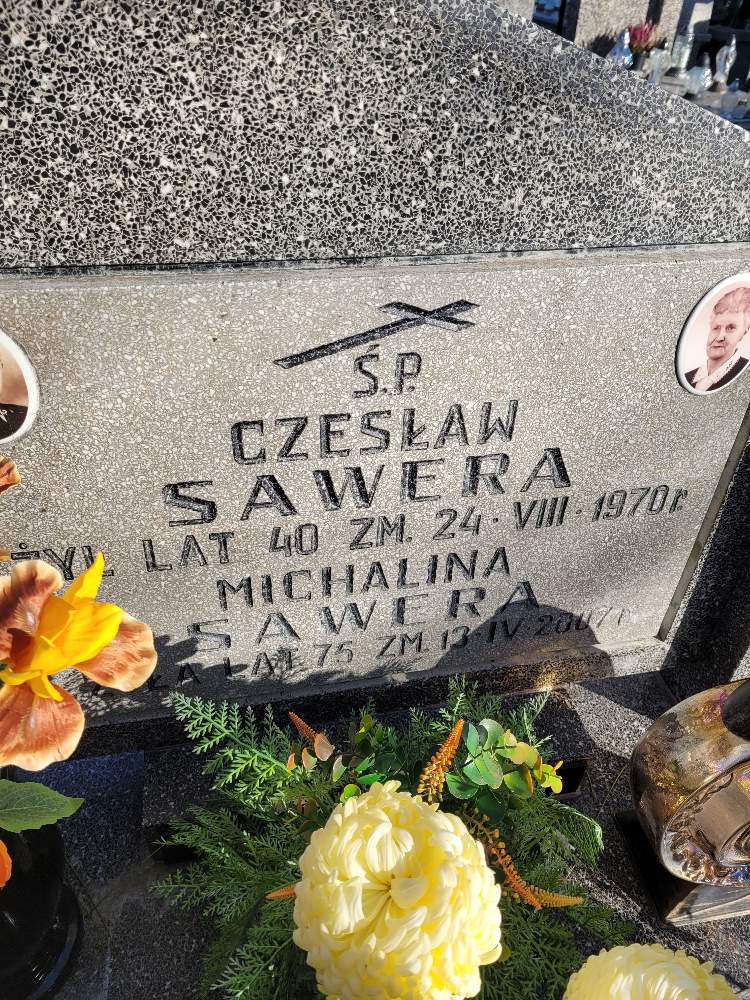 Ś.P.
CZESŁAW
SAWERA
ŻYŁ LAT 40 ZM. 24·VIII·1970 r.
MICHALINA
SAWERA
LAT 75 ZM. 13·IV 2007 r.